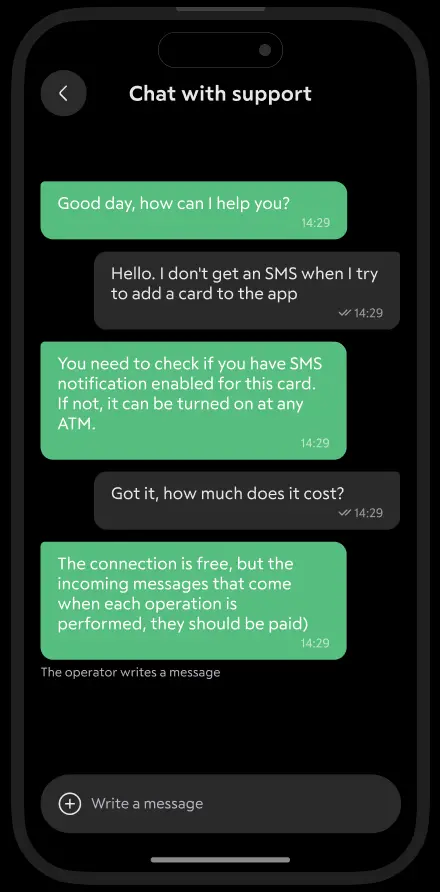 Chat with support
Good day, how can I help you?
14:29
Hello. I don't get an SMS when I try
to add a card to the app
14:29
You need to check if you have SMS
notification enabled for this card.
If not, it can be turned on at any
ATM.
14:29
Got it, how much does it cost?
14:29
The connection is free, but the
incoming messages that come
when each operation is
performed, they should be paid)
14:29
The operator writes a message
Write a message